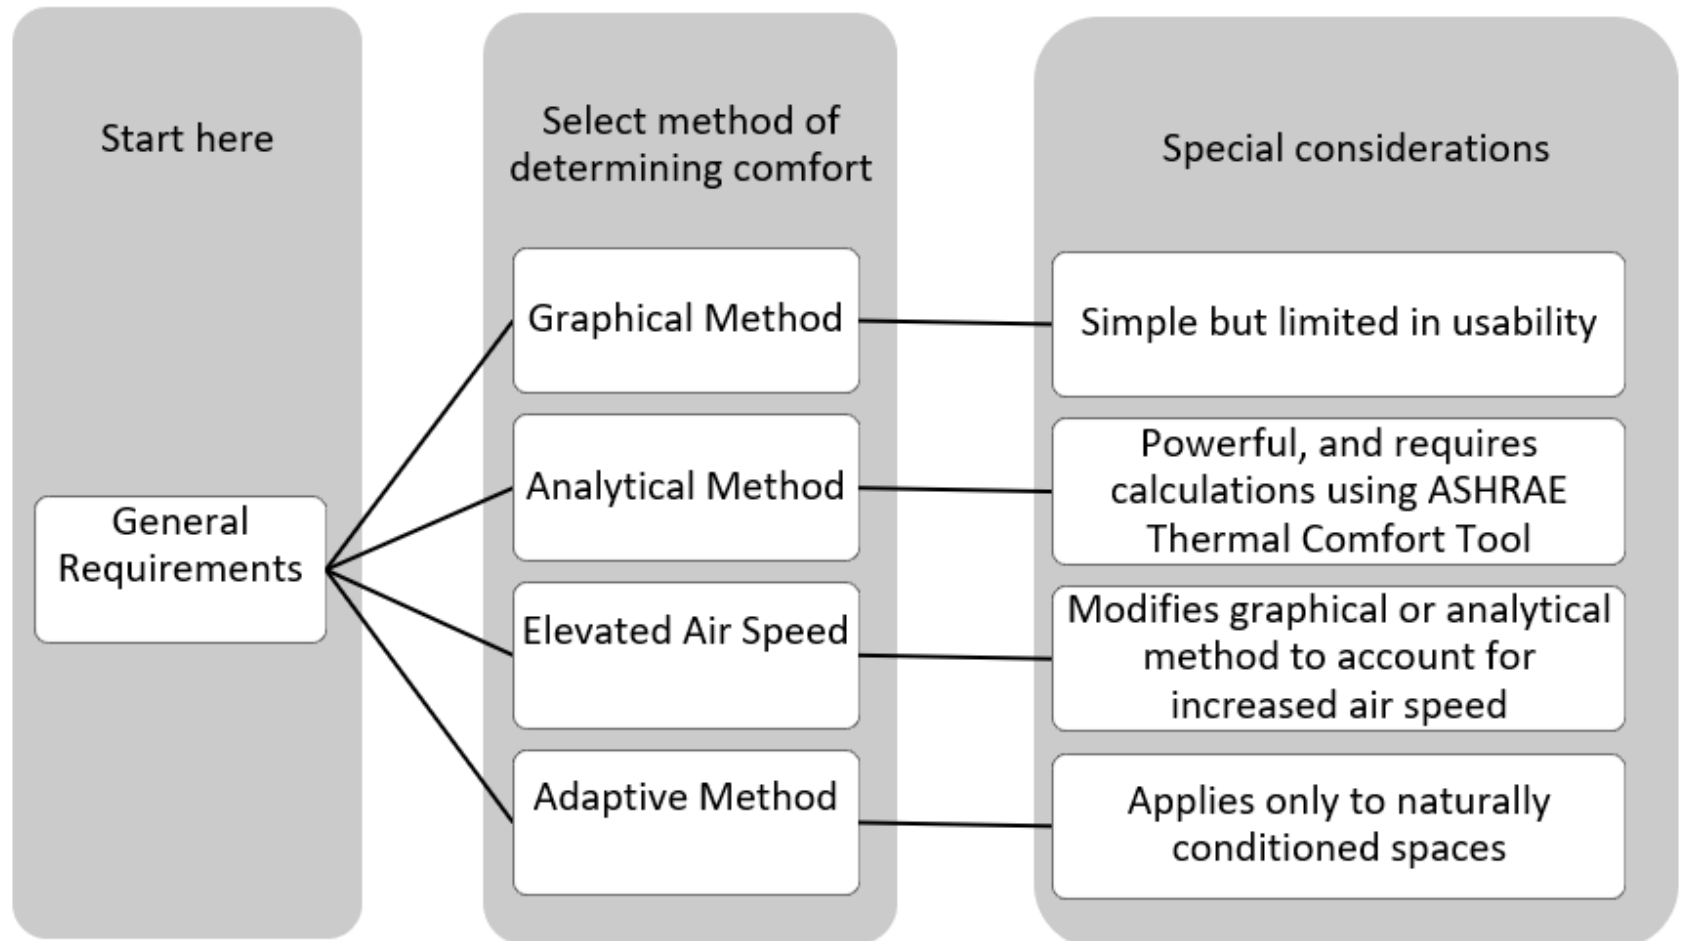 Start here
Select method of
determining comfort
Special considerations
General
Requirements
Graphical Method
Simple but limited in usability
Analytical Method
Powerful, and requires
calculations using ASHRAE
Thermal Comfort Tool
Elevated Air Speed
Modifies graphical or analytical
method to account for
increased air speed
Adaptive Method
Applies only to naturally
conditioned spaces